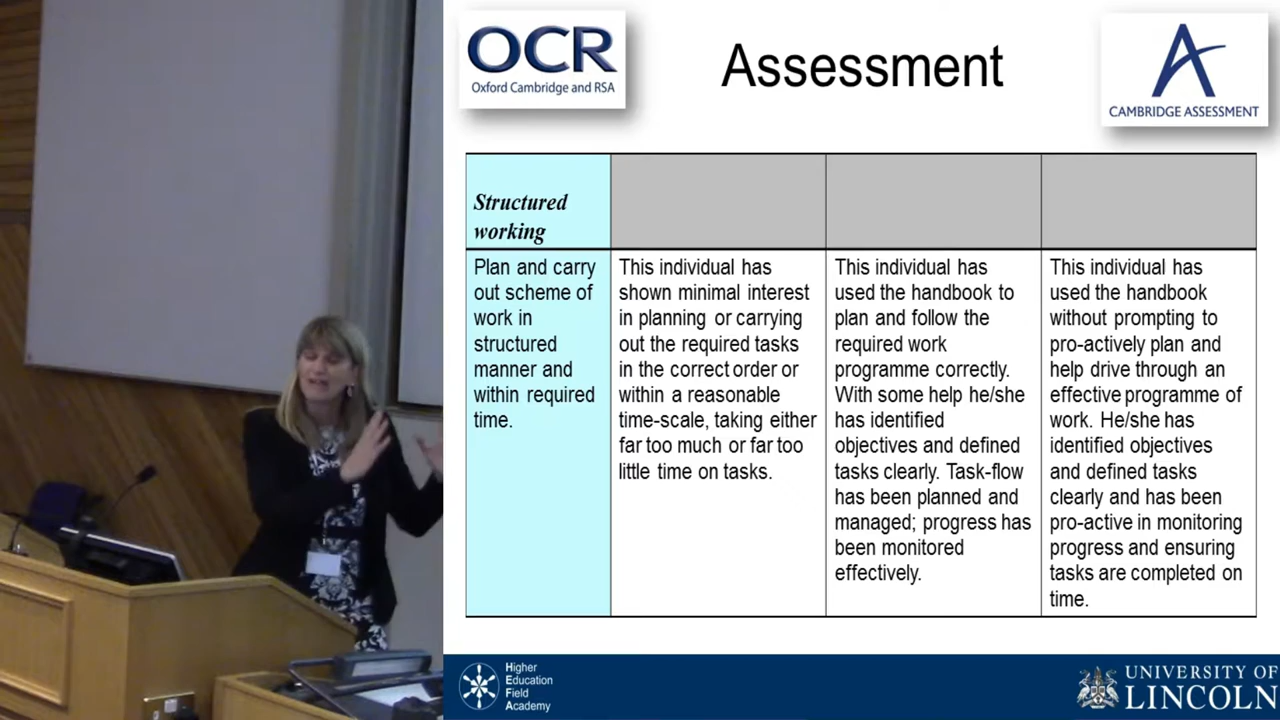 OCR
Oxford Cambridge and RSA
Assessment
CAMBRIDGE ASSESSMENT
Structured
working
Plan and carry
out scheme of
work in
structured
manner and
within required
time.
This individual has
shown minimal interest
in planning or carrying
out the required tasks
in the correct order or
within a reasonable
time-scale, taking either
far too much or far too
little time on tasks.
This individual has
used the handbook to
plan and follow the
required work
programme correctly.
With some help he/she
has identified
objectives and defined
tasks clearly. Task-flow
has been planned and
managed; progress has
been monitored
effectively.
This individual has
used the handbook
without prompting to
pro-actively plan and
help drive through an
effective programme of
work. He/she has
identified objectives
and defined tasks
clearly and has been
pro-active in monitoring
progress and ensuring
tasks are completed on
time.
Higher
Education
Field
Academy
H
E
F
A
UNIVERSITY OF
LINCOLN